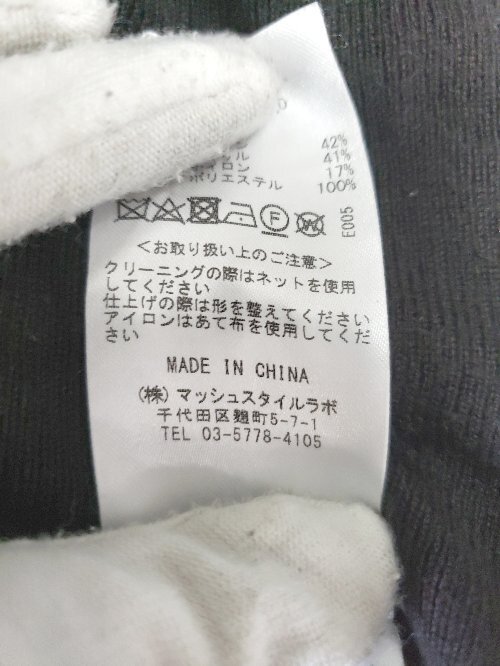 42%
41%
イロン 17%
ポリエステル 100%
E005
<お取り扱い上のご注意>
クリーニングの際はネットを使用
してください
仕上げの際は形を整えてください
アイロンはあて布を使用してくだ
さい
MADE IN CHINA
(株) マッシュスタイルラボ
千代田区麹町5-7-1
TEL 03-5778-4105